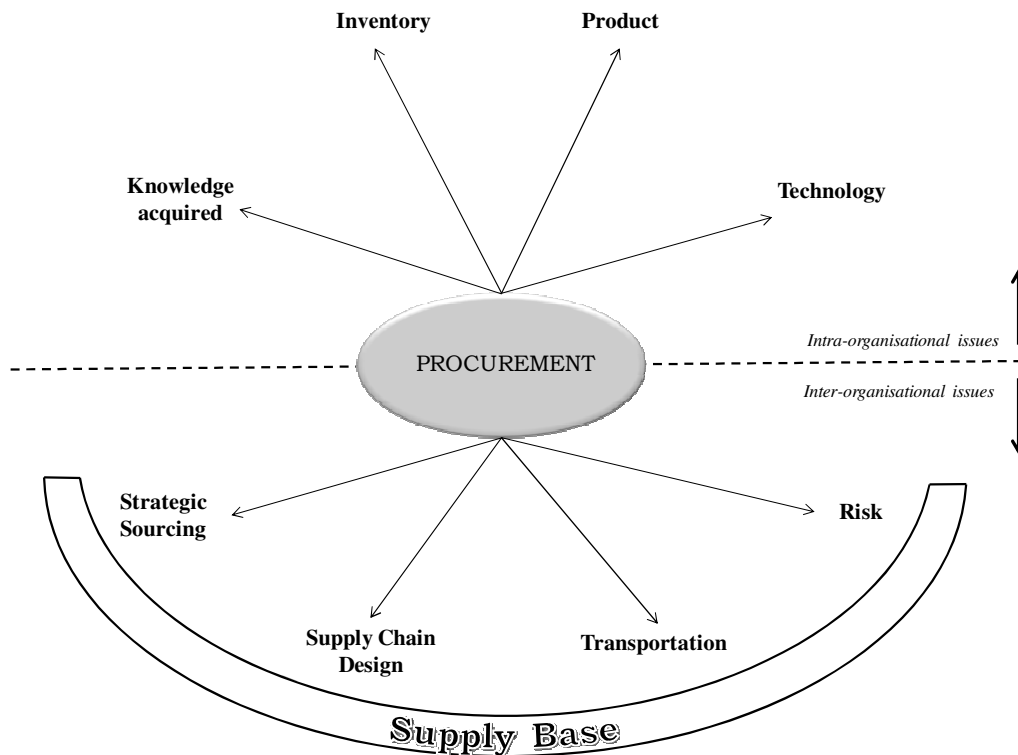 Inventory
Product
Knowledge
acquired
Technology
PROCUREMENT
Intra-organisational issues
Inter-organisational issues
Strategic
Sourcing
Risk
Supply Chain
Design
Transportation
Supply Base